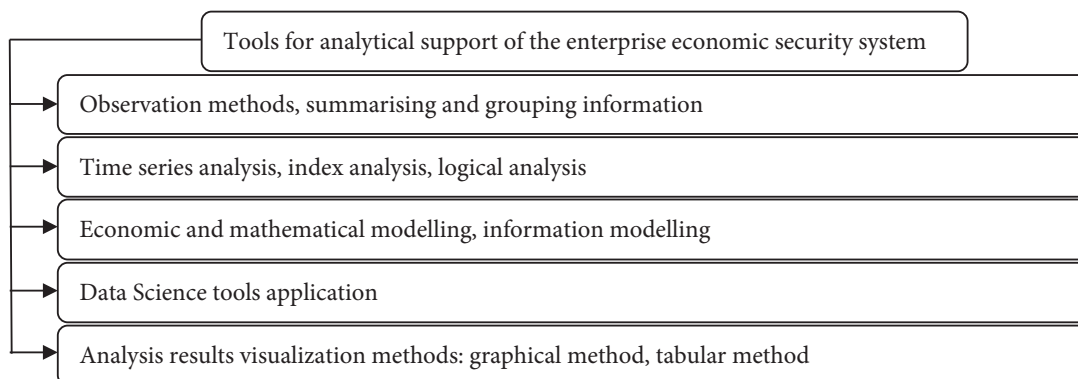 Tools for analytical support of the enterprise economic security system
Observation methods, summarising and grouping information
Time series analysis, index analysis, logical analysis
Economic and mathematical modelling, information modelling
Data Science tools application
Analysis results visualization methods: graphical method, tabular method